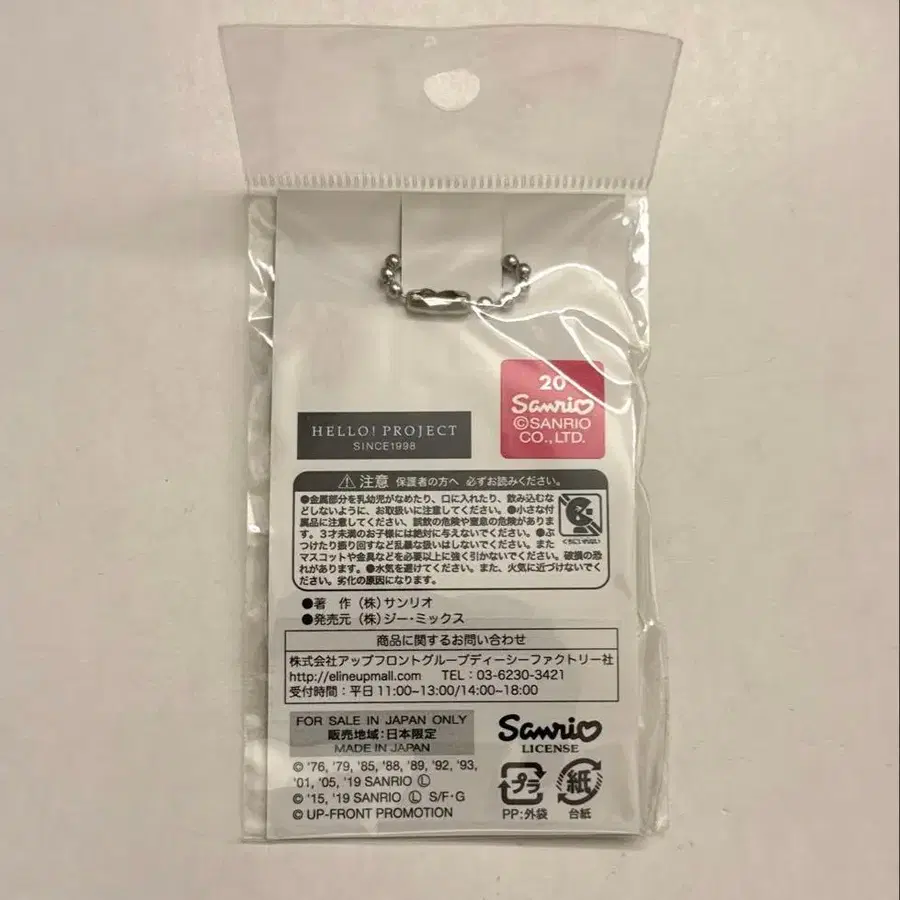 HELLO! PROJECT
SINCE1998
20
Sanrio
©SANRIO
CO.,LTD.
注意 保護者の方へ 必ずお読みください。
●金属部分を乳幼児がなめたり、口に入れたり、飲み込むな
どしないように、お取扱いに注意してください。●小さな付
属品に注意してください、誤飲の危険や窒息の危険がありま
す。3才未満のお子様には絶対に与えないでください。●ぶ
つけたり振り回すなど乱暴な扱いはしないでください。また
マスコットや金具などを必要以上に強く引かないでください。破損の恐
れがあります。●水気を避けてください。また、火気に近づけないでくだ
さい。劣化の原因になります。
くちにいれない
●著 作 (株)サンリオ
●発売元 (株)ジー・ミックス
商品に関するお問い合わせ
株式会社アップフロントグループディーシーファクトリー社
http://elineupmall.com TEL:03-6230-3421
受付時間:平日 11:00~13:00/14:00~18:00
FOR SALE IN JAPAN ONLY
販売地域:日本限定
MADE IN JAPAN
Sanrio
LICENSE
© '76, '79, '85, '88, '89, '92, '93,
'01, '05, '19 SANRIO Ⓛ
© '15, '19 SANRIO Ⓛ S/F・G
© UP-FRONT PROMOTION
プラ
PP:外袋
紙
台紙